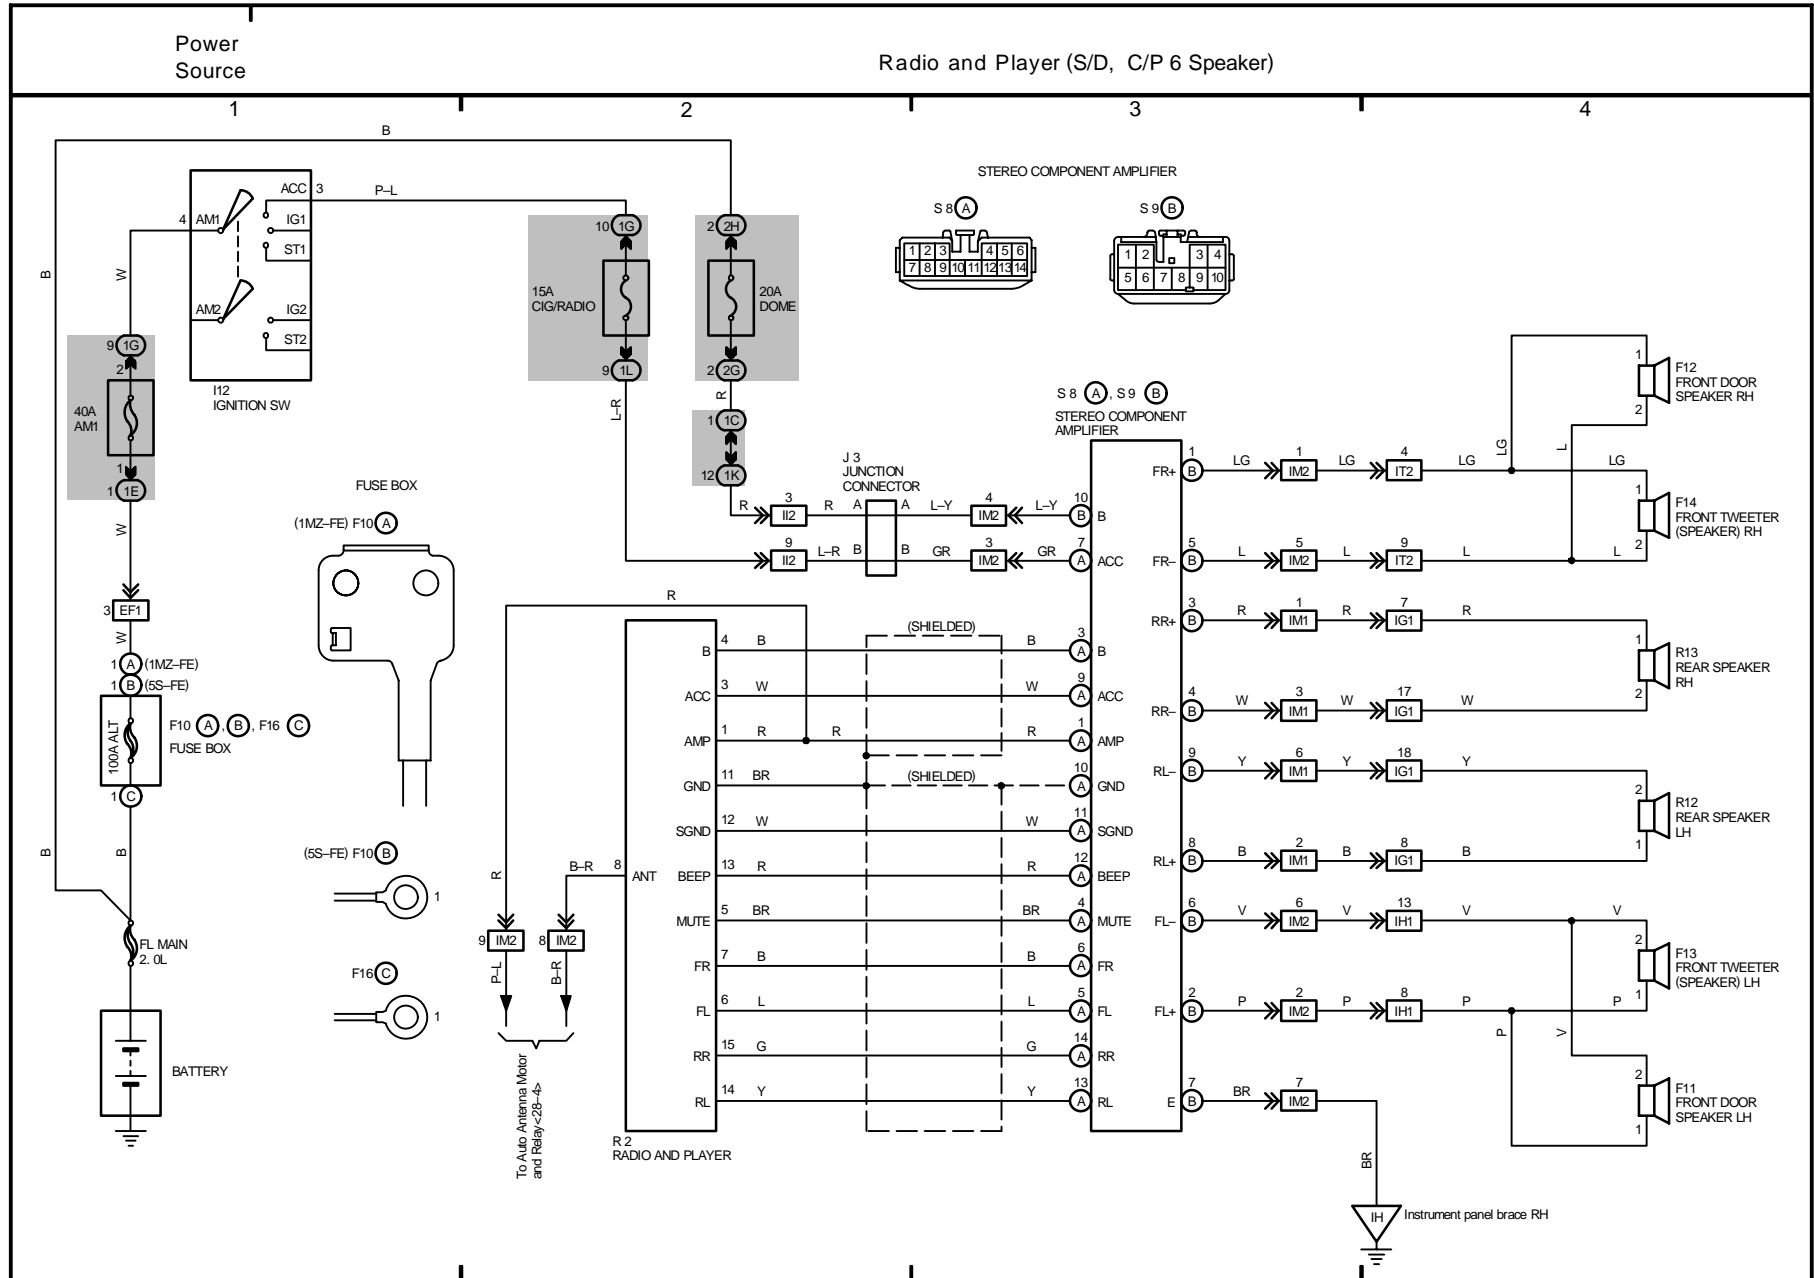 Power
Source
Radio and Player (S/D, C/P 6 Speaker)
1
2
3
4
B
B
W
4
AM1
ACC
3
IG1
ST1
AM2
IG2
ST2
I12
IGNITION SW
P–L
10
1G
15A
CIG/RADIO
9
1L
L–R
2
2H
20A
DOME
2
2G
R
1
1C
12
1K
9
1G
2
40A
AM1
1
1
1E
W
3
EF1
W
1
A
(1MZ–FE)
1
B
(5S–FE)
100A ALT
F10 A, B, F16 C
FUSE BOX
1
C
B
B
FL MAIN
2. 0L
BATTERY
FUSE BOX
(1MZ–FE) F10 A
(5S–FE) F10 B
1
F16 C
1
STEREO COMPONENT AMPLIFIER
S 8 A
1 2 3 4 5 6
7 8 9 10 11 12 13 14
S 9 B
1 2 3 4
5 6 7 8 9 10
R
3
II2
R
A
A
L–Y
4
IM2
L–Y
10
B
B
9
II2
L–R
B
B
GR
3
IM2
GR
7
A
ACC
J 3
JUNCTION
CONNECTOR
S 8 A, S 9 B
STEREO COMPONENT
AMPLIFIER
R
(SHIELDED)
B
4
B
B
3
A
B
ACC
3
W
W
9
A
ACC
AMP
1
R
R
R
1
A
AMP
GND
11
BR
(SHIELDED)
10
A
GND
SGND
12
W
W
11
A
SGND
BEEP
13
R
R
12
A
BEEP
MUTE
5
BR
BR
4
A
MUTE
FR
7
B
B
6
A
FR
FL
6
L
L
5
A
FL
RR
15
G
G
14
A
RR
RL
14
Y
Y
13
A
RL
ANT
8
B–R
R
9
IM2
8
IM2
P–L
B–R
To Auto Antenna Motor
and Relay<28–4>
R 2
RADIO AND PLAYER
FR+
1
B
LG
1
IM2
LG
4
IT2
LG
LG
LG
FR–
5
B
L
5
IM2
L
9
IT2
L
L
L
RR+
3
B
R
1
IM1
R
7
IG1
R
RR–
4
B
W
3
IM1
W
17
IG1
W
RL–
9
B
Y
6
IM1
Y
18
IG1
Y
RL+
8
B
B
2
IM1
B
8
IG1
B
FL–
6
B
V
6
IM2
V
13
IH1
V
V
V
FL+
2
B
P
2
IM2
P
8
IH1
P
P
P
E
7
B
BR
7
IM2
BR
IH
Instrument panel brace RH
1
2
F12
FRONT DOOR
SPEAKER RH
1
2
F14
FRONT TWEETER
(SPEAKER) RH
1
2
R13
REAR SPEAKER
RH
2
1
R12
REAR SPEAKER
LH
2
1
F13
FRONT TWEETER
(SPEAKER) LH
2
1
F11
FRONT DOOR
SPEAKER LH